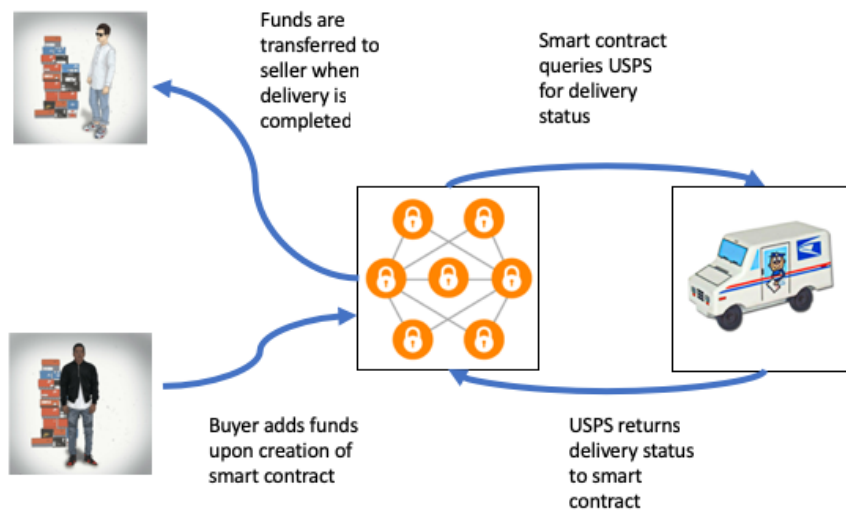 Funds are
transferred to
seller when
delivery is
completed
Smart contract
queries USPS
for delivery
status
Buyer adds funds
upon creation of
smart contract
USPS returns
delivery status
to smart
contract